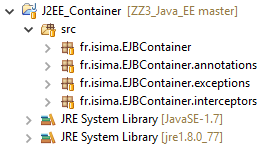 J2EE_Container [ZZ3_Java_EE master]
src
fr.isima.EJBContainer
fr.isima.EJBContainer.annotations
fr.isima.EJBContainer.exceptions
fr.isima.EJBContainer.interceptors
JRE System Library [JavaSE-1.7]
JRE System Library [jre1.8.0_77]